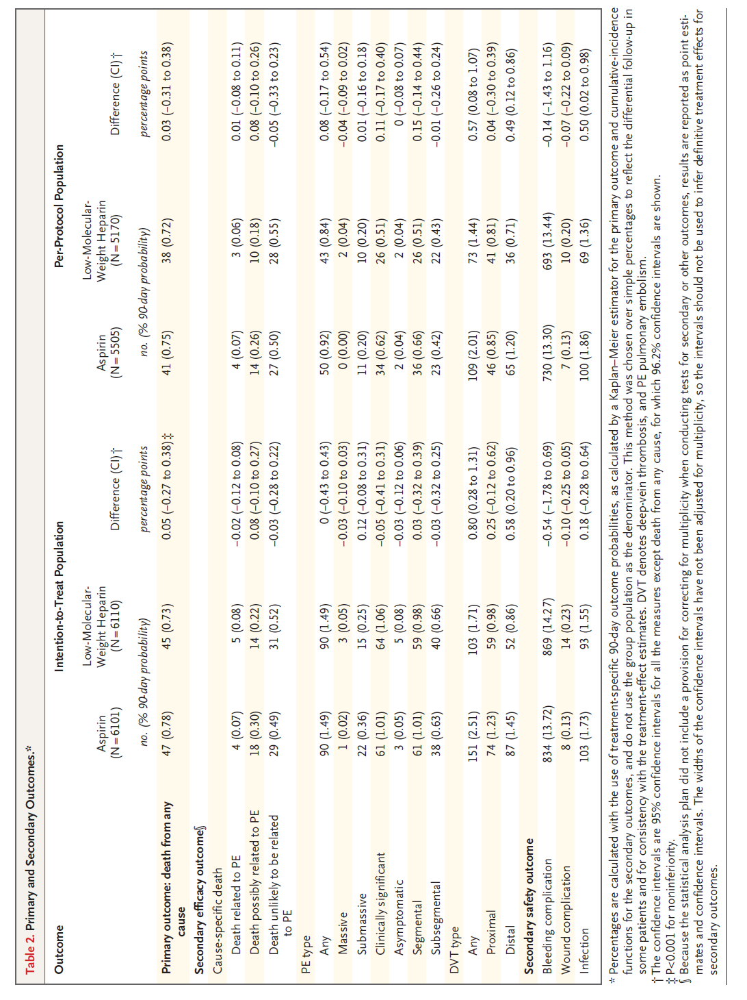 Table 2. Primary and Secondary Outcomes.*
Outcome Intention-to-Treat Population Per-Protocol Population
Aspirin (N=6101) Low-Molecular-Weight Heparin (N=6110) Difference (CI)† Aspirin (N=5505) Low-Molecular-Weight Heparin (N=5170) Difference (CI)†
no. (% 90-day probability) percentage points no. (% 90-day probability) percentage points
Primary outcome: death from any cause 47 (0.78) 45 (0.73) 0.05 (−0.27 to 0.38)‡ 41 (0.75) 38 (0.72) 0.03 (−0.31 to 0.38)
Secondary efficacy outcome§
Cause-specific death
Death related to PE 4 (0.07) 5 (0.08) −0.02 (−0.12 to 0.08) 4 (0.07) 3 (0.06) 0.01 (−0.08 to 0.11)
Death possibly related to PE 18 (0.30) 14 (0.22) 0.08 (−0.10 to 0.27) 14 (0.26) 10 (0.18) 0.08 (−0.10 to 0.26)
Death unlikely to be related to PE 29 (0.49) 31 (0.52) −0.03 (−0.28 to 0.22) 27 (0.50) 28 (0.55) −0.05 (−0.33 to 0.23)
PE type
Any 90 (1.49) 90 (1.49) 0 (−0.43 to 0.43) 50 (0.92) 43 (0.84) 0.08 (−0.17 to 0.54)
Massive 1 (0.02) 3 (0.05) −0.03 (−0.10 to 0.03) 0 (0.00) 2 (0.04) −0.04 (−0.09 to 0.02)
Submassive 22 (0.36) 15 (0.25) 0.12 (−0.08 to 0.31) 11 (0.20) 10 (0.20) 0.01 (−0.16 to 0.18)
Clinically significant 61 (1.01) 64 (1.06) −0.05 (−0.41 to 0.31) 34 (0.62) 26 (0.51) 0.11 (−0.17 to 0.40)
Asymptomatic 3 (0.05) 5 (0.08) −0.03 (−0.12 to 0.06) 2 (0.04) 2 (0.04) 0 (−0.08 to 0.07)
Segmental 61 (1.01) 59 (0.98) 0.03 (−0.32 to 0.39) 36 (0.66) 26 (0.51) 0.15 (−0.14 to 0.44)
Subsegmental 38 (0.63) 40 (0.66) −0.03 (−0.32 to 0.25) 23 (0.42) 22 (0.43) −0.01 (−0.26 to 0.24)
DVT type
Any 151 (2.51) 103 (1.71) 0.80 (0.28 to 1.31) 109 (2.01) 73 (1.44) 0.57 (0.08 to 1.07)
Proximal 74 (1.23) 59 (0.98) 0.25 (−0.12 to 0.62) 46 (0.85) 41 (0.81) 0.04 (−0.30 to 0.39)
Distal 87 (1.45) 52 (0.86) 0.58 (0.20 to 0.96) 65 (1.20) 36 (0.71) 0.49 (0.12 to 0.86)
Secondary safety outcome
Bleeding complication 834 (13.72) 869 (14.27) −0.54 (−1.78 to 0.69) 730 (13.30) 693 (13.44) −0.14 (−1.43 to 1.16)
Wound complication 8 (0.13) 14 (0.23) −0.10 (−0.25 to 0.05) 7 (0.13) 10 (0.20) −0.07 (−0.22 to 0.09)
Infection 103 (1.73) 93 (1.55) 0.18 (−0.28 to 0.64) 100 (1.86) 69 (1.36) 0.50 (0.02 to 0.98)
* Percentages are calculated with the use of treatment-specific 90-day outcome probabilities, as calculated by a Kaplan–Meier estimator for the primary outcome and cumulative-incidence
functions for the secondary outcomes, and do not use the group population as the denominator. This method was chosen over simple percentages to reflect the differential follow-up in
some patients and for consistency with the treatment-effect estimates. DVT denotes deep-vein thrombosis, and PE pulmonary embolism.
† The confidence intervals are 95% confidence intervals for all the measures except death from any cause, for which 96.2% confidence intervals are shown.
‡ P<0.001 for noninferiority.
§ Because the statistical analysis plan did not include a provision for correcting for multiplicity when conducting tests for secondary or other outcomes, results are reported as point esti-
mates and confidence intervals. The widths of the confidence intervals have not been adjusted for multiplicity, so the intervals should not be used to infer definitive treatment effects for
secondary outcomes.